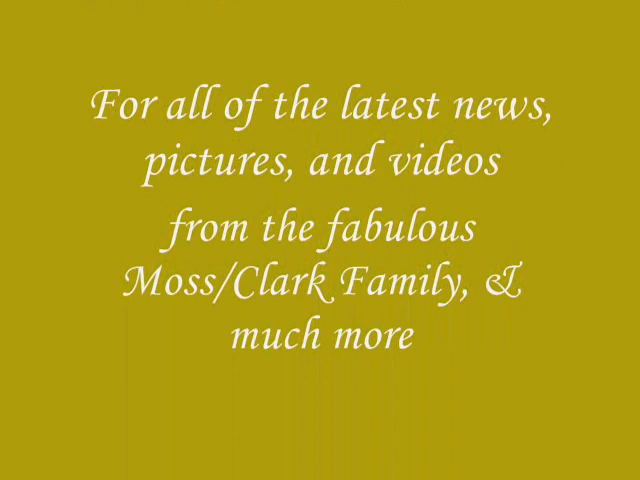 For all of the latest news,
pictures, and videos
from the fabulous
Moss/Clark Family, &
much more